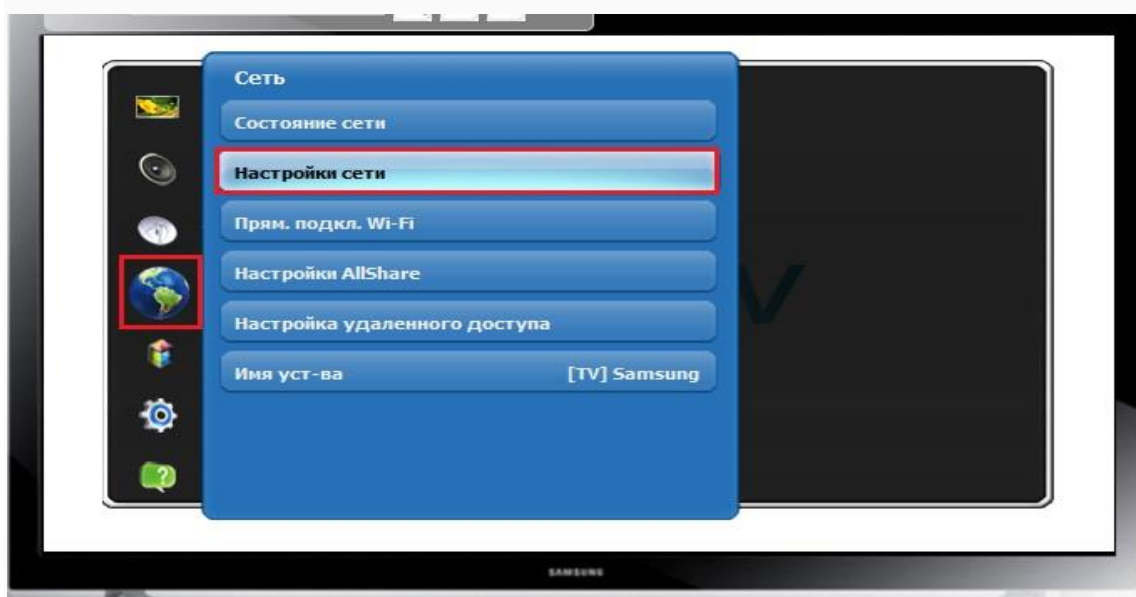 Сеть
Состояние сети
Настройки сети
Прям. подкл. Wi-Fi
V
Настройки AllShare
Настройка удаленного доступа
Имя уст-ва [TV] Samsung
?
SAMSUNG